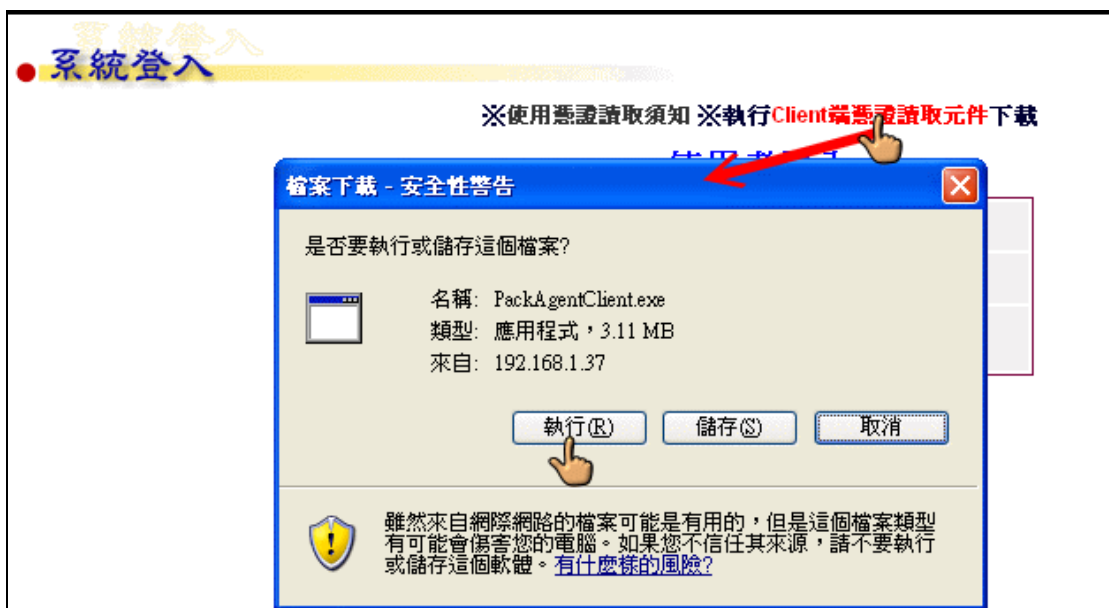 系統登入
※使用憑證讀取須知 ※執行Client端憑證讀取元件下載
檔案下載 - 安全性警告
是否要執行或儲存這個檔案?
名稱: PackAgentClient.exe
類型: 應用程式，3.11 MB
來自: 192.168.1.37
執行(R) 儲存(S) 取消
雖然來自網際網路的檔案可能是有用的，但是這個檔案類型
有可能會傷害您的電腦。如果您不信任其來源，請不要執行
或儲存這個軟體。有什麼樣的風險?